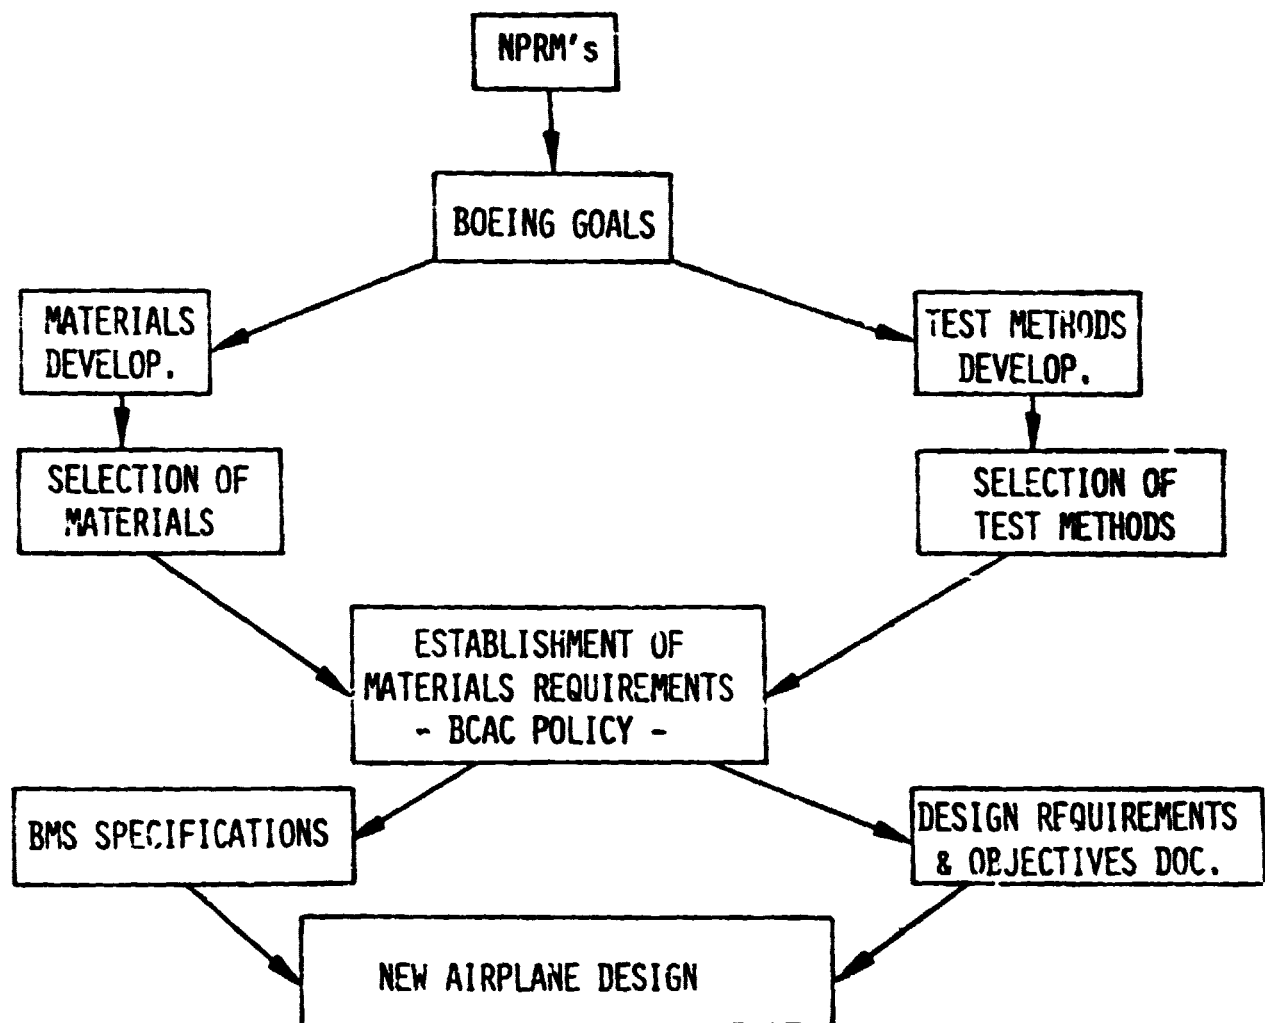 NPRM's
BOEING GOALS
MATERIALS
DEVELOP.
TEST METHODS
DEVELOP.
SELECTION OF
MATERIALS
SELECTION OF
TEST METHODS
ESTABLISHMENT OF
MATERIALS REQUIREMENTS
- BCAC POLICY -
BMS SPECIFICATIONS
DESIGN REQUIREMENTS
& OBJECTIVES DOC.
NEW AIRPLANE DESIGN